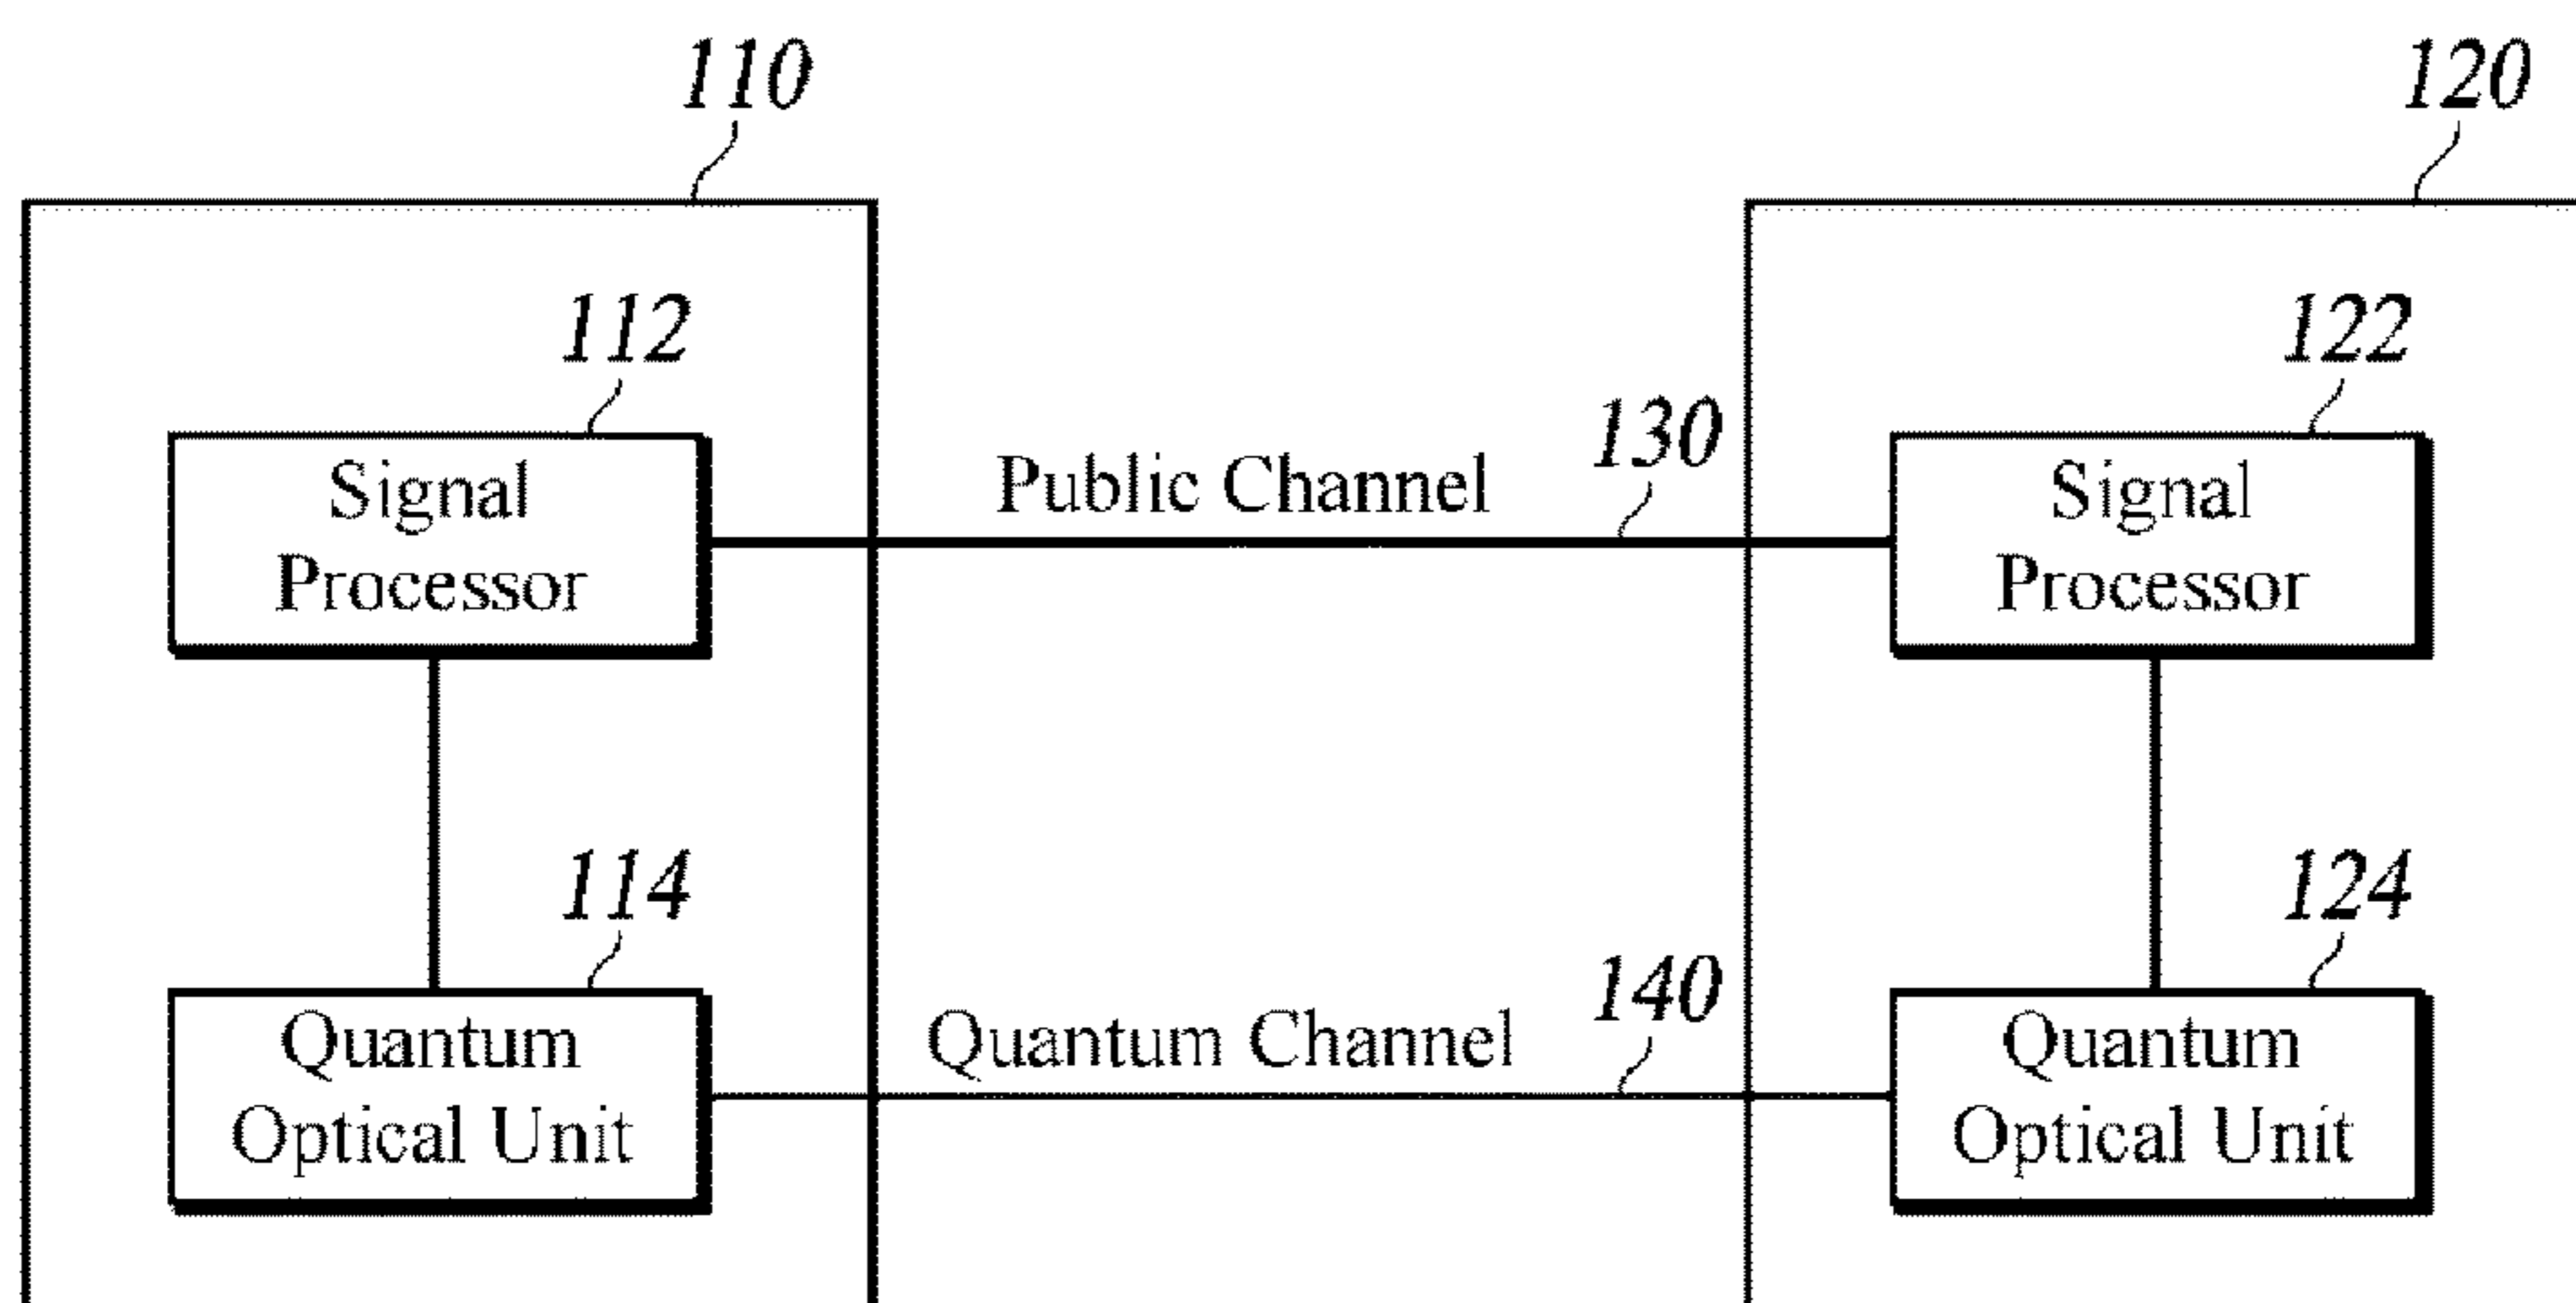 110
120
112
122
130
Public Channel
Signal
Processor
Signal
Processor
114
124
140
Quantum Channel
Quantum
Optical Unit
Quantum
Optical Unit